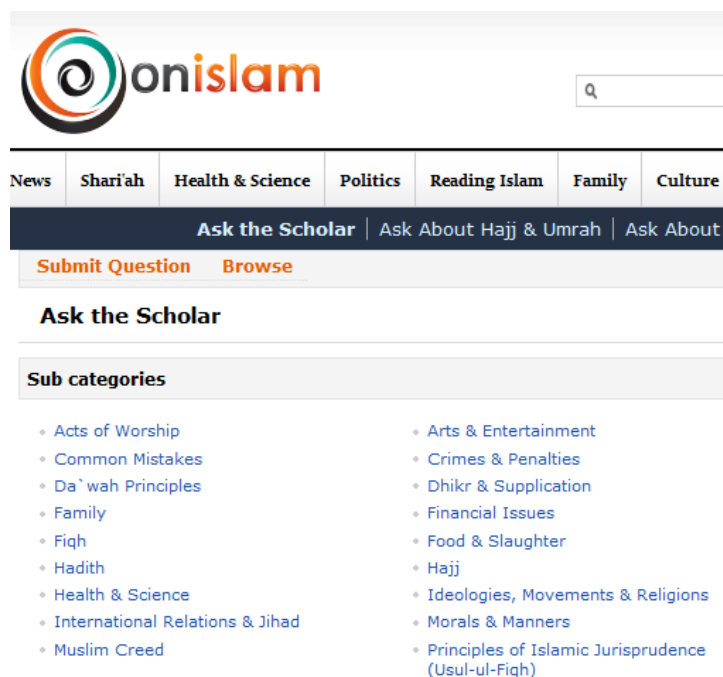 onislam
News Shari'ah Health & Science Politics Reading Islam Family Culture
Ask the Scholar | Ask About Hajj & Umrah | Ask About
Submit Question Browse
Ask the Scholar
Sub categories
Acts of Worship
Common Mistakes
Da`wah Principles
Family
Fiqh
Hadith
Health & Science
International Relations & Jihad
Muslim Creed
Arts & Entertainment
Crimes & Penalties
Dhikr & Supplication
Financial Issues
Food & Slaughter
Hajj
Ideologies, Movements & Religions
Morals & Manners
Principles of Islamic Jurisprudence
(Usul-ul-Fiqh)